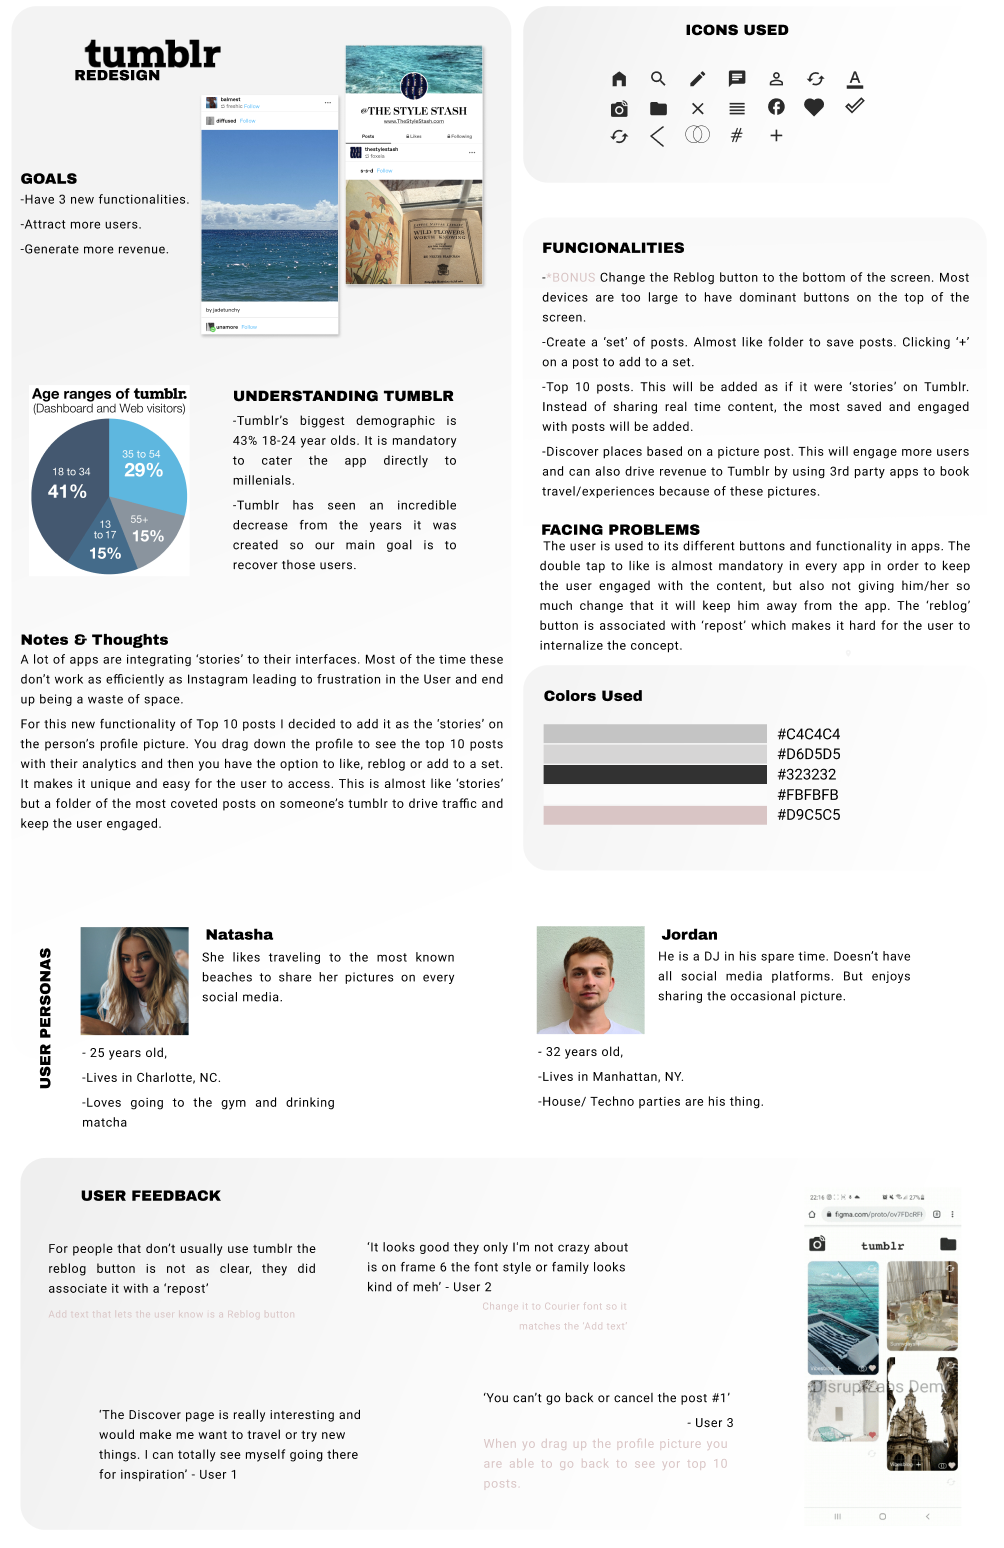 tumblr
REDESIGN
GOALS
-Have 3 new functionalities.
-Attract more users.
-Generate more revenue.
balmest
freshic Follow
diffused Follow
by jadetunchy
unamore Follow
@THE STYLE STASH
www.TheStyleStash.com
Posts Likes Following
thestylestash
foxeia
s-s-d Follow
WILD FLOWERS
WORTH KNOWING
Age ranges of tumblr.
(Dashboard and Web visitors)
35 to 54
29%
18 to 34
41%
55+
15%
13
to 17
15%
UNDERSTANDING TUMBLR
-Tumblr’s biggest demographic is
43% 18-24 year olds. It is mandatory
to cater the app directly to
millenials.
-Tumblr has seen an incredible
decrease from the years it was
created so our main goal is to
recover those users.
Notes & Thoughts
A lot of apps are integrating ‘stories’ to their interfaces. Most of the time these
don’t work as efficiently as Instagram leading to frustration in the User and end
up being a waste of space.
For this new functionality of Top 10 posts I decided to add it as the ‘stories’ on
the person’s profile picture. You drag down the profile to see the top 10 posts
with their analytics and then you have the option to like, reblog or add to a set.
It makes it unique and easy for the user to access. This is almost like ‘stories’
but a folder of the most coveted posts on someone’s tumblr to drive traffic and
keep the user engaged.
ICONS USED
A
#
FUNCIONALITIES
-*BONUS Change the Reblog button to the bottom of the screen. Most
devices are too large to have dominant buttons on the top of the
screen.
-Create a ‘set’ of posts. Almost like folder to save posts. Clicking ‘+’
on a post to add to a set.
-Top 10 posts. This will be added as if it were ‘stories’ on Tumblr.
Instead of sharing real time content, the most saved and engaged
with posts will be added.
-Discover places based on a picture post. This will engage more users
and can also drive revenue to Tumblr by using 3rd party apps to book
travel/experiences because of these pictures.
FACING PROBLEMS
The user is used to its different buttons and functionality in apps. The
double tap to like is almost mandatory in every app in order to keep
the user engaged with the content, but also not giving him/her so
much change that it will keep him away from the app. The ‘reblog’
button is associated with ‘repost’ which makes it hard for the user to
internalize the concept.
Colors Used
#C4C4C4
#D6D5D5
#323232
#FBFBFB
#D9C5C5
USER PERSONAS
Natasha
She likes traveling to the most known
beaches to share her pictures on every
social media.
- 25 years old,
-Lives in Charlotte, NC.
-Loves going to the gym and drinking
matcha
Jordan
He is a DJ in his spare time. Doesn’t have
all social media platforms. But enjoys
sharing the occasional picture.
- 32 years old,
-Lives in Manhattan, NY.
-House/ Techno parties are his thing.
USER FEEDBACK
For people that don’t usually use tumblr the
reblog button is not as clear, they did
associate it with a ‘repost’
Add text that lets the user know is a Reblog button
‘It looks good they only I'm not crazy about
is on frame 6 the font style or family looks
kind of meh’ - User 2
Change it to Courier font so it
matches the ‘Add text’
‘The Discover page is really interesting and
would make me want to travel or try new
things. I can totally see myself going there
for inspiration’ - User 1
‘You can’t go back or cancel the post #1’
- User 3
When yo drag up the profile picture you
are able to go back to see yor top 10
posts.
22:16 27%
figma.com/proto/ov7FDcRFH
tumblr